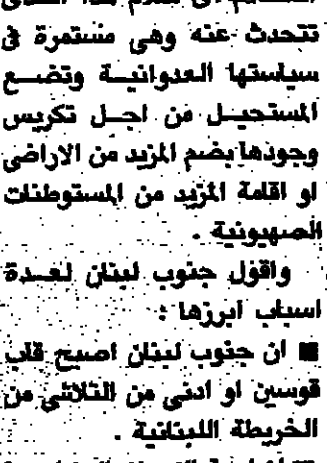 تتحدث عنه وهى مستمرة فى
سياستها العدوانية وتضع
المستحيل من اجل تكريس
وجودها بضم المزيد من الاراضى
او اقامة المزيد من المستوطنات
الصهيونية .
واقول جنوب لبنان لعدة
اسباب ابرزها :
■ ان جنوب لبنان اصبح قاب
قوسين او ادنى من التلاشى من
الخريطة اللبنانية .